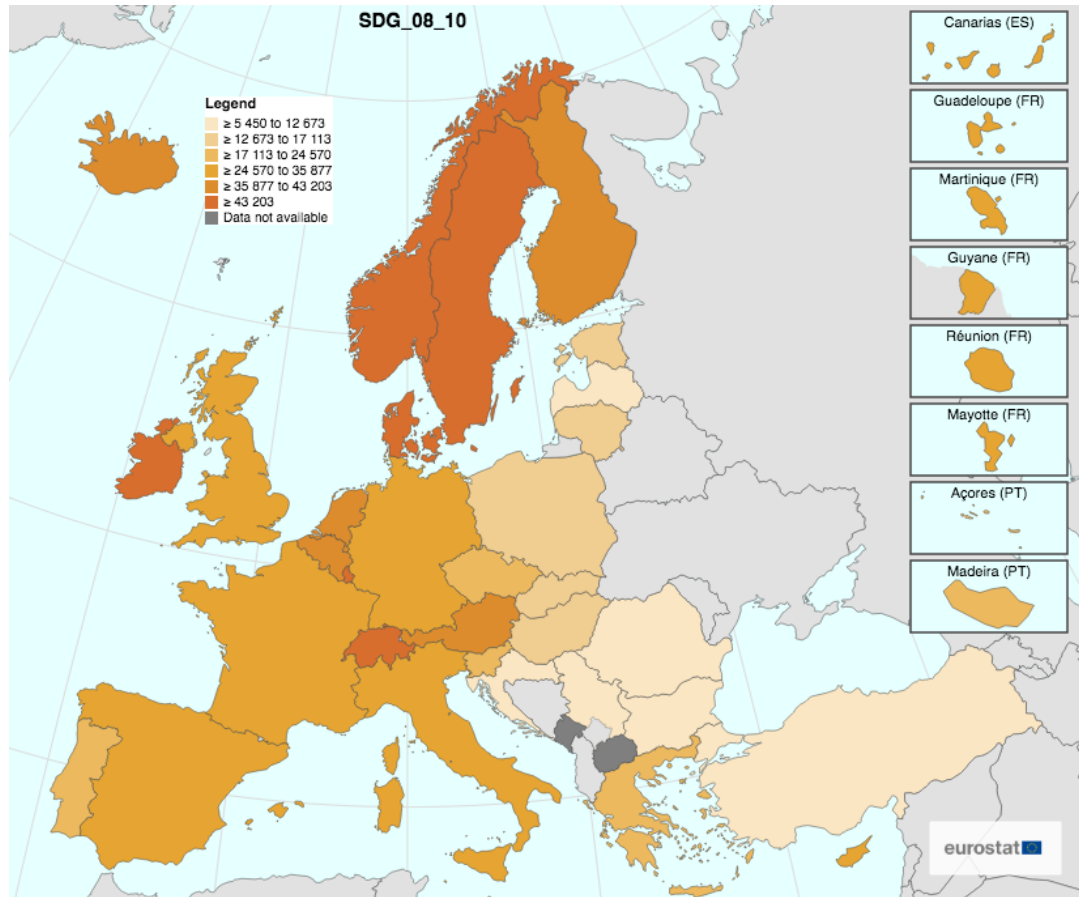 SDG_08_10
Legend
≥ 5 450 to 12 673
≥ 12 673 to 17 113
≥ 17 113 to 24 570
≥ 24 570 to 35 877
≥ 35 877 to 43 203
≥ 43 203
Data not available
Canarias (ES)
Guadeloupe (FR)
Martinique (FR)
Guyane (FR)
Réunion (FR)
Mayotte (FR)
Açores (PT)
Madeira (PT)
eurostat